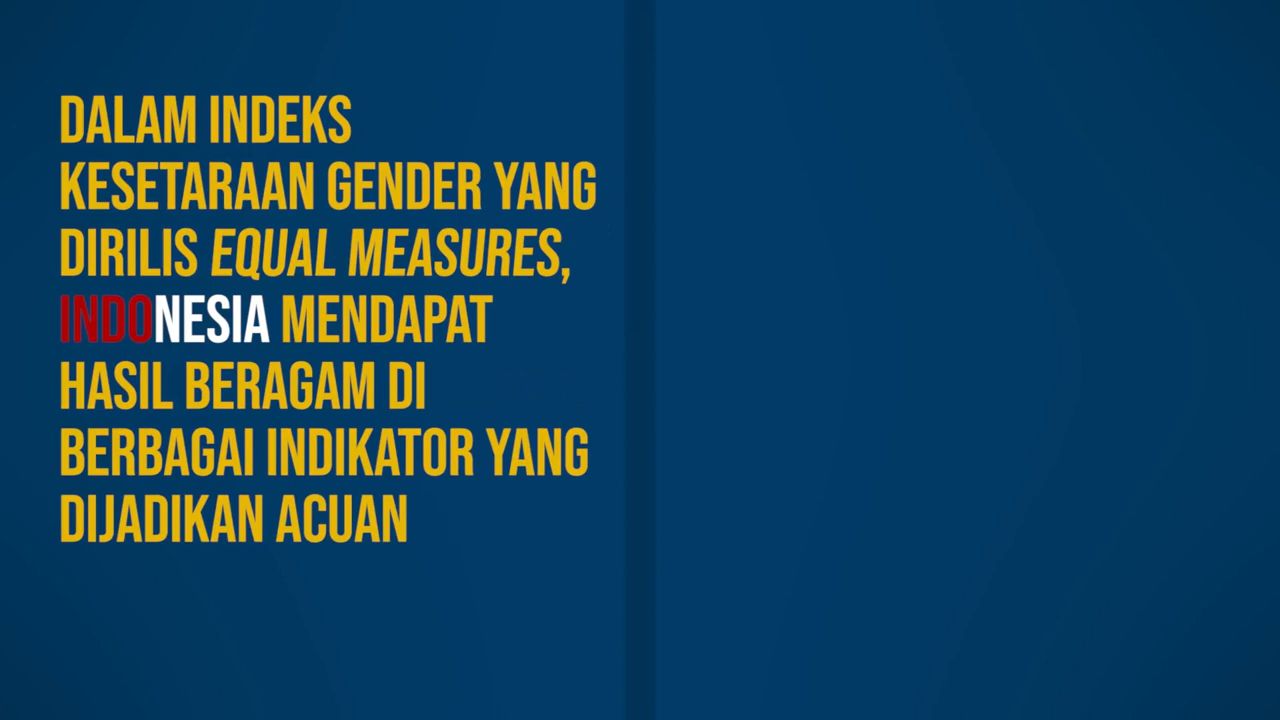 DALAM INDEKS
KESETARAAN GENDER YANG
DIRILIS EQUAL MEASURES,
INDONESIA MENDAPAT
HASIL BERAGAM DI
BERBAGAI INDIKATOR YANG
DIJADIKAN ACUAN